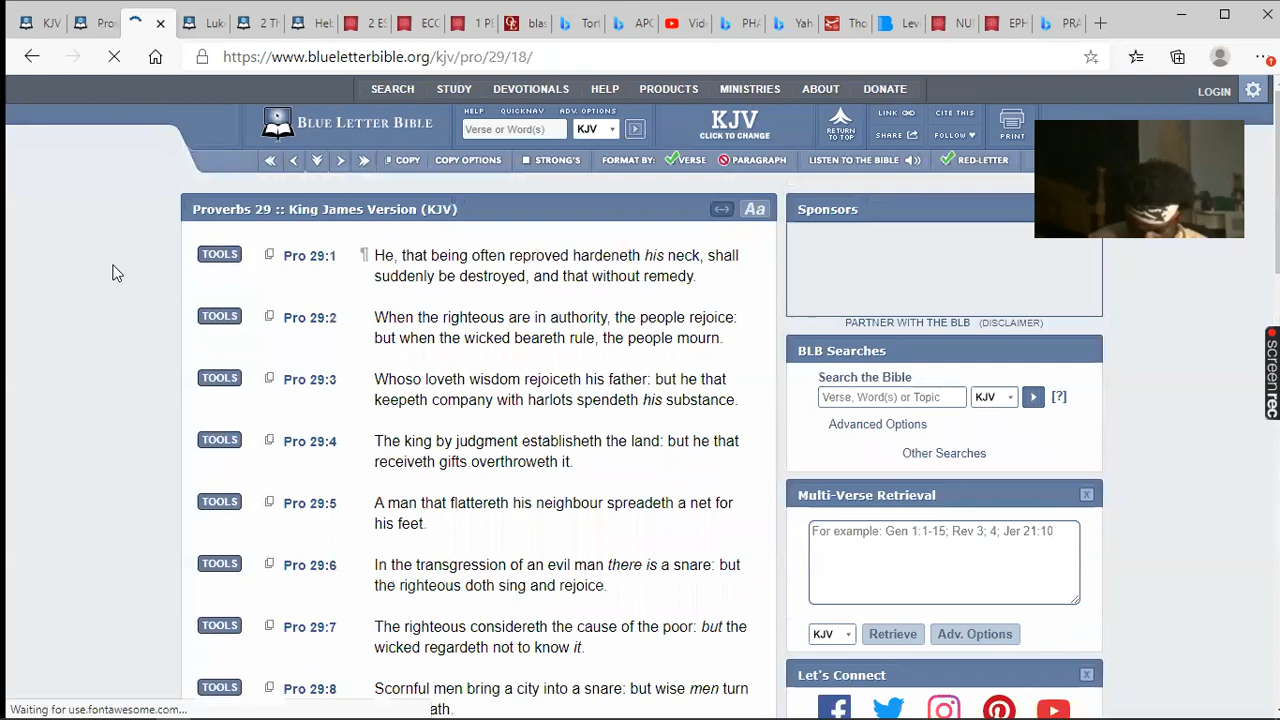 KJV
Pro
Luk
2 Th
Heb
2 ES
ECC
1 PI
blas
Tort
APC
Vid
PHA
Yah
Tho
Lev
NU
EPH
PRA
https://www.blueletterbible.org/kjv/pro/29/18/
SEARCH STUDY DEVOTIONALS HELP PRODUCTS MINISTRIES ABOUT DONATE
LOGIN
BLUE LETTER BIBLE
HELP QUICKNAV ADV. OPTIONS
Verse or Word(s) KJV
KJV
CLICK TO CHANGE
RETURN
TO TOP
LINK CITE THIS
SHARE FOLLOW
PRINT
COPY COPY OPTIONS STRONG'S FORMAT BY: VERSE PARAGRAPH LISTEN TO THE BIBLE RED-LETTER
Proverbs 29 :: King James Version (KJV) Aa
TOOLS Pro 29:1 ¶ He, that being often reproved hardeneth his neck, shall
suddenly be destroyed, and that without remedy.
TOOLS Pro 29:2 When the righteous are in authority, the people rejoice:
but when the wicked beareth rule, the people mourn.
TOOLS Pro 29:3 Whoso loveth wisdom rejoiceth his father: but he that
keepeth company with harlots spendeth his substance.
TOOLS Pro 29:4 The king by judgment establisheth the land: but he that
receiveth gifts overthroweth it.
TOOLS Pro 29:5 A man that flattereth his neighbour spreadeth a net for
his feet.
TOOLS Pro 29:6 In the transgression of an evil man there is a snare: but
the righteous doth sing and rejoice.
TOOLS Pro 29:7 The righteous considereth the cause of the poor: but the
wicked regardeth not to know it.
TOOLS Pro 29:8 Scornful men bring a city into a snare: but wise men turn
ath.
Sponsors
PARTNER WITH THE BLB (DISCLAIMER)
BLB Searches
Search the Bible
Verse, Word(s) or Topic KJV [?]
Advanced Options
Other Searches
Multi-Verse Retrieval
For example: Gen 1:1-15; Rev 3; 4; Jer 21:10
KJV Retrieve Adv. Options
Let's Connect
screenrec
Waiting for use.fontawesome.com...